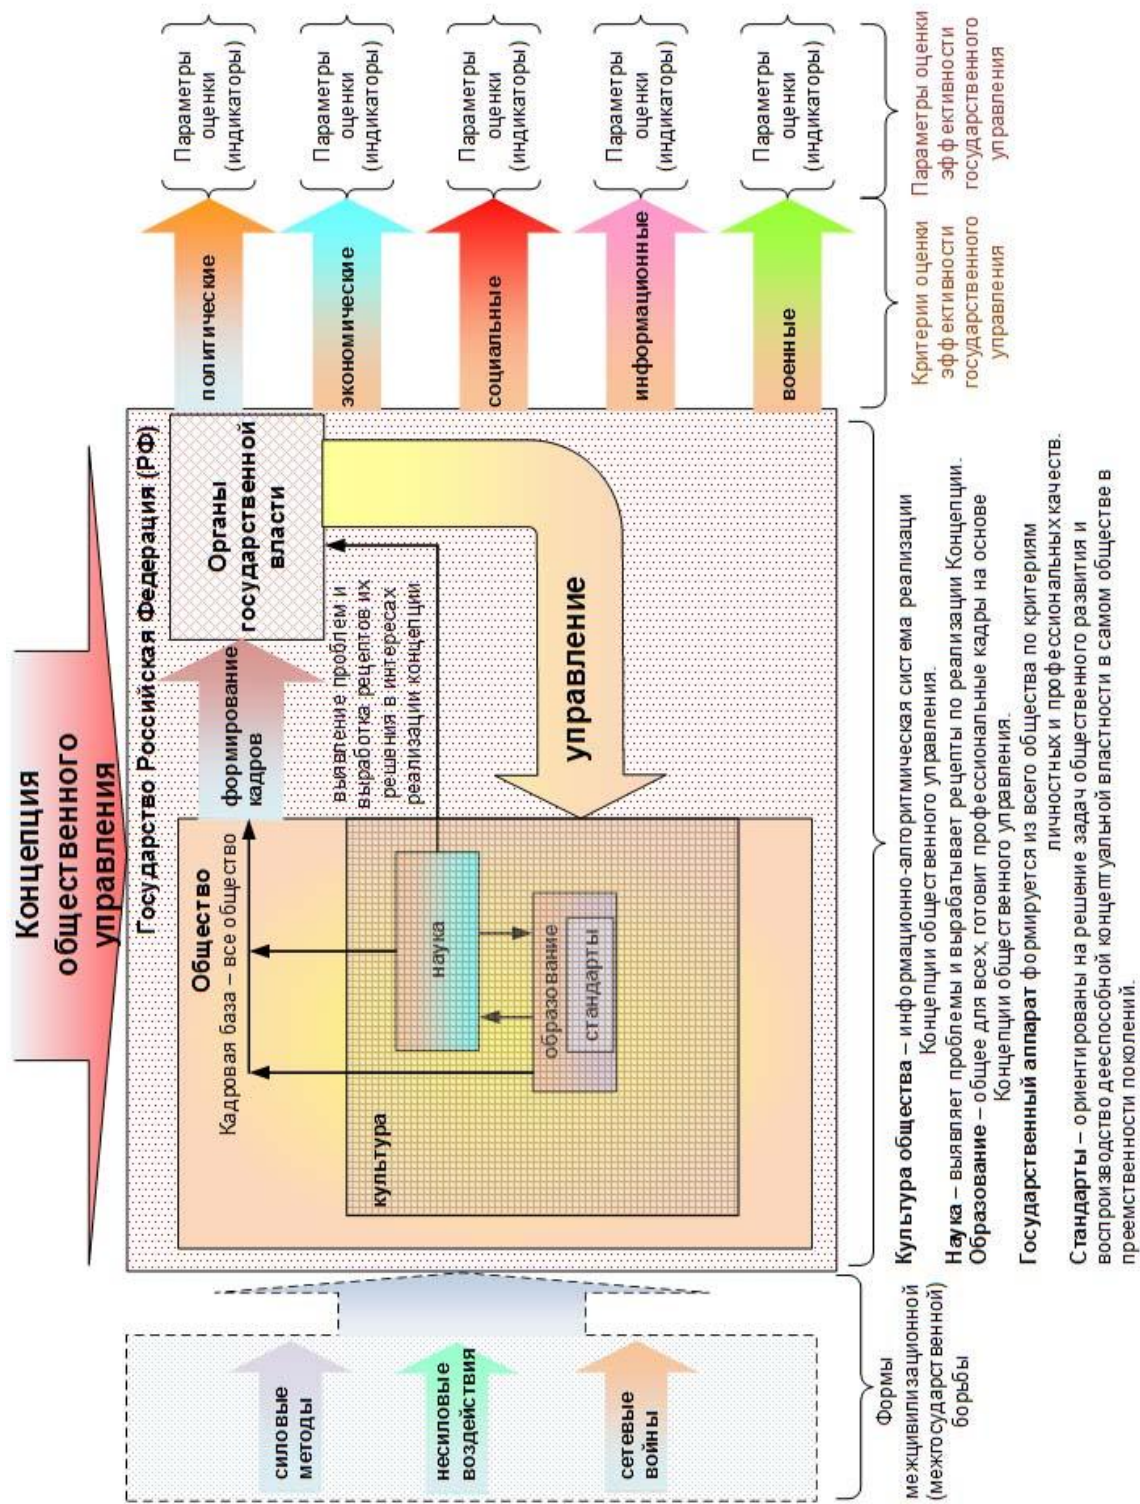 Концепция
общественного
управления
Государство Российская Федерация (РФ)
силовые
методы
несиловые
воздействия
сетевые
войны
Общество
Кадровая база – все общество
культура
наука
образование
стандарты
формирование
кадров
Органы
государственной
власти
выявление проблем и
выработка рецептов их
решения в интересах
реализации концепции
управление
политические
экономические
социальные
информационные
военные
Параметры
оценки
(индикаторы)
Параметры
оценки
(индикаторы)
Параметры
оценки
(индикаторы)
Параметры
оценки
(индикаторы)
Параметры
оценки
(индикаторы)
Формы
межцивилизационной
(межгосударственной)
борьбы
Культура общества – информационно-алгоритмическая система реализации
Концепции общественного управления.
Наука – выявляет проблемы и вырабатывает рецепты по реализации Концепции.
Образование – общее для всех, готовит профессиональные кадры на основе
Концепции общественного управления.
Государственный аппарат формируется из всего общества по критериям
личностных и профессиональных качеств.
Стандарты – ориентированы на решение задач общественного развития и
воспроизводство дееспособной концептуальной властности в самом обществе в
преемственности поколений.
Критерии оценки
эффективности
государственного
управления
Параметры оценки
эффективности
государственного
управления